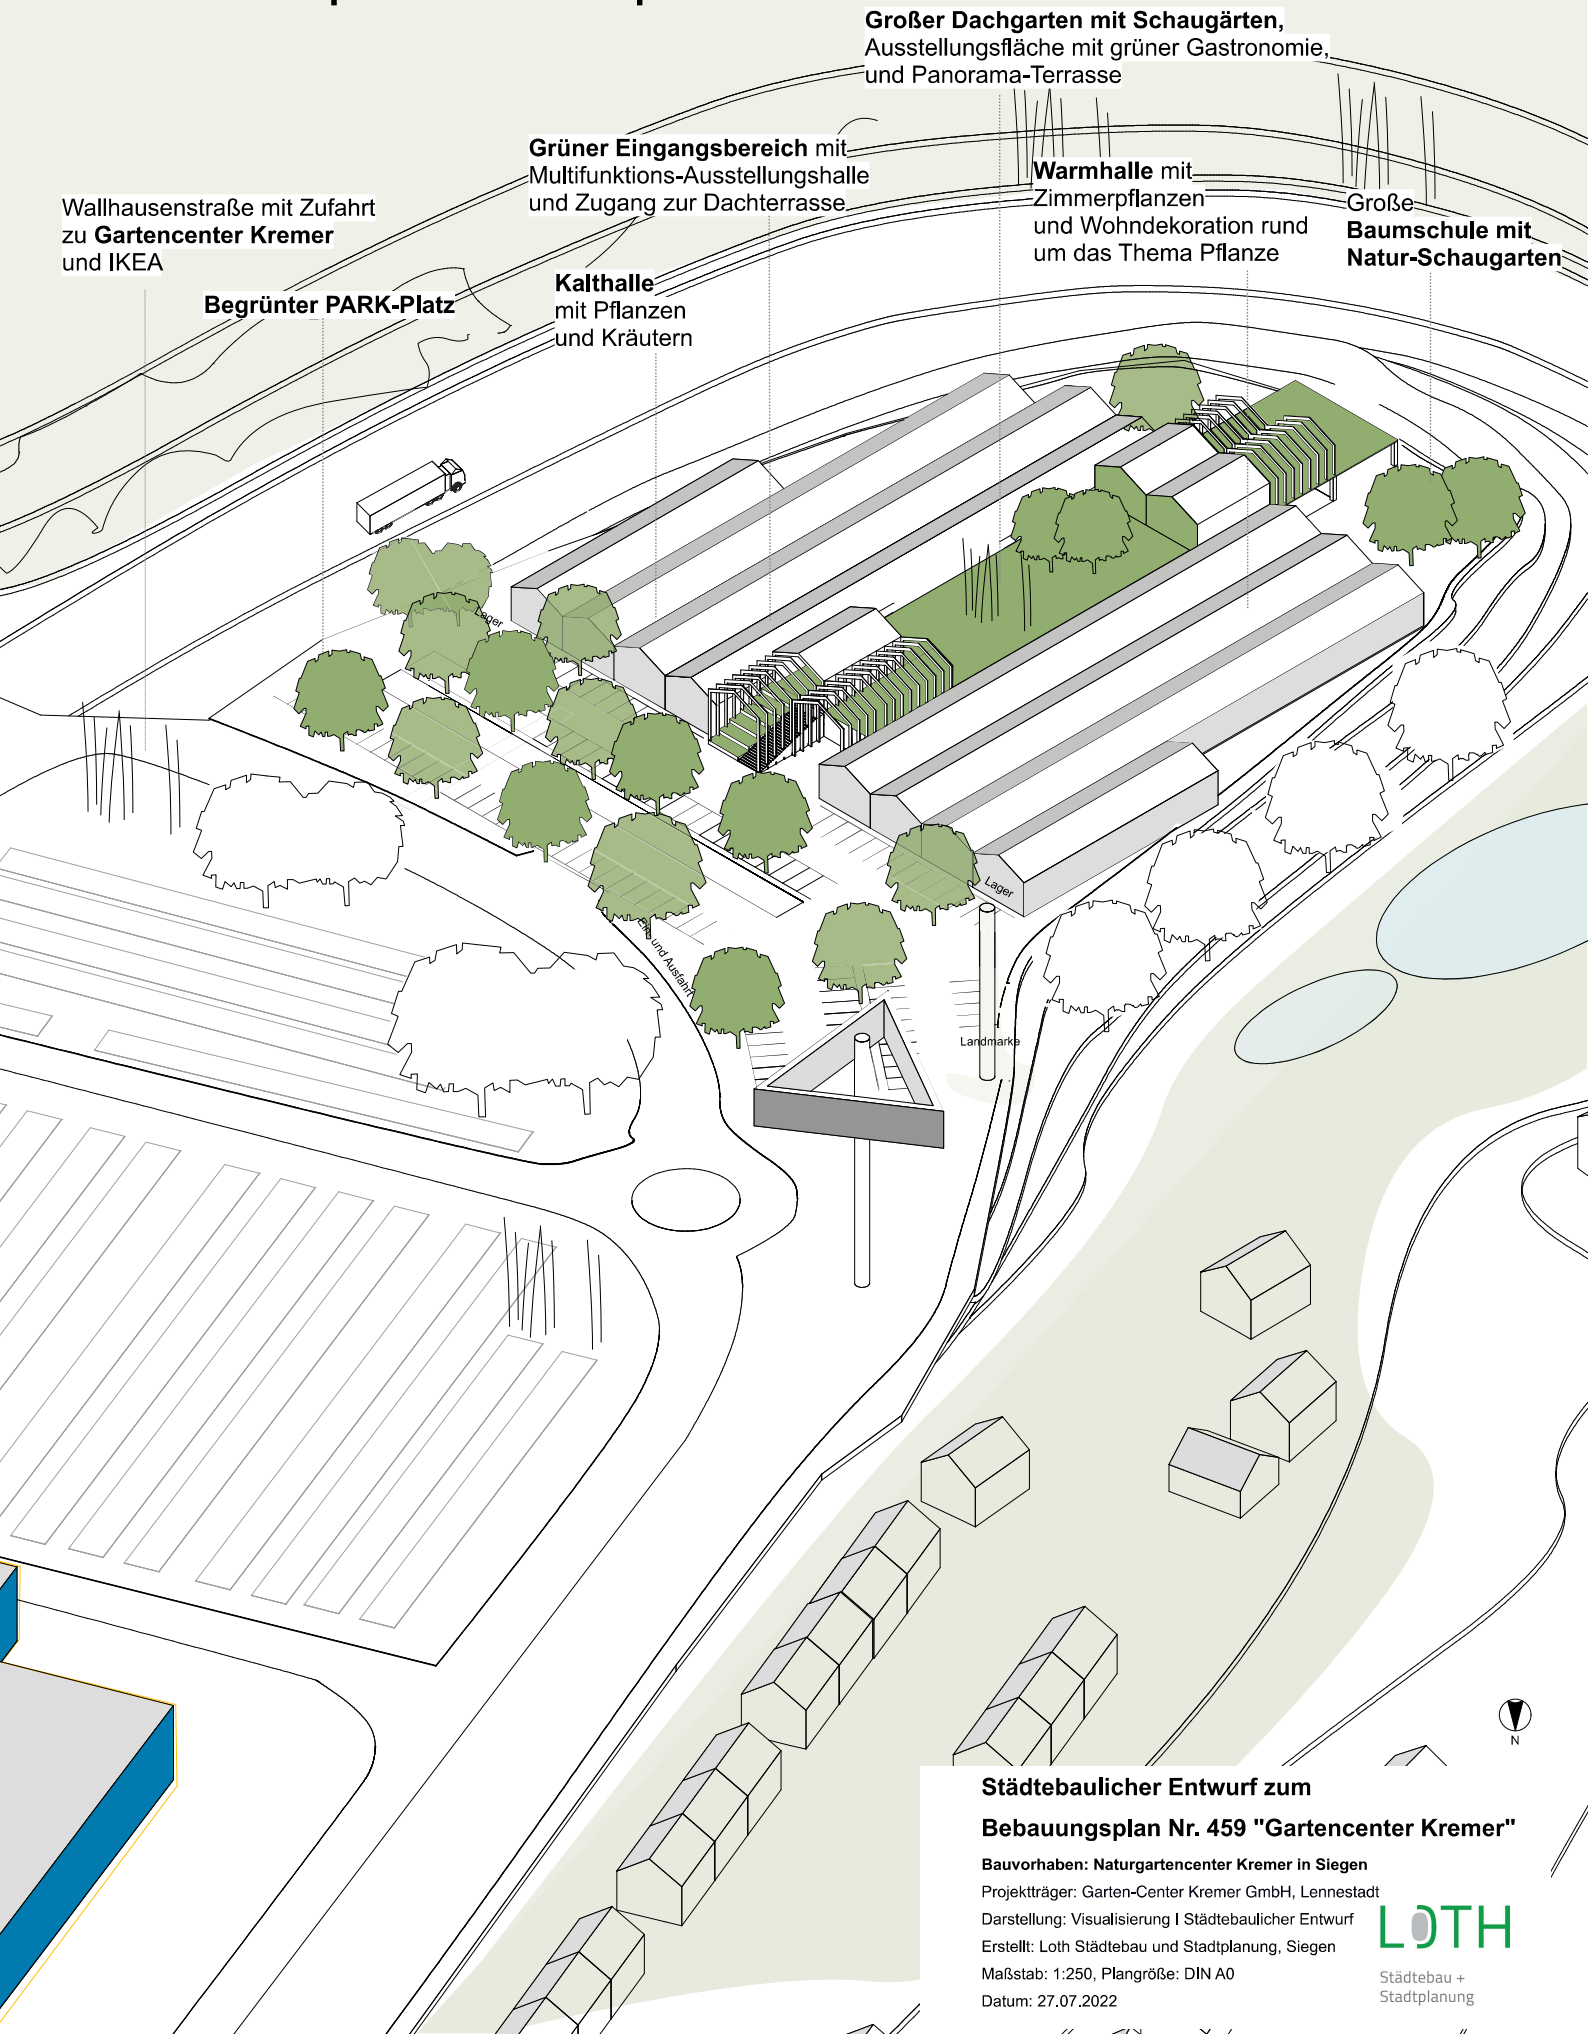 Großer Dachgarten mit Schaugärten,
Ausstellungsfläche mit grüner Gastronomie,
und Panorama-Terrasse
Grüner Eingangsbereich mit
Multifunktions-Ausstellungshalle
und Zugang zur Dachterrasse
Warmhalle mit
Zimmerpflanzen
und Wohndekoration rund
um das Thema Pflanze
Große
Baumschule mit
Natur-Schaugarten
Wallhausenstraße mit Zufahrt
zu Gartencenter Kremer
und IKEA
Begrünter PARK-Platz
Kalthalle
mit Pflanzen
und Kräutern
Lager
Lager
Ein- und Ausfahrt
Landmarke
N
Städtebaulicher Entwurf zum
Bebauungsplan Nr. 459 "Gartencenter Kremer"
Bauvorhaben: Naturgartencenter Kremer in Siegen
Projektträger: Garten-Center Kremer GmbH, Lennestadt
Darstellung: Visualisierung I Städtebaulicher Entwurf
Erstellt: Loth Städtebau und Stadtplanung, Siegen
Maßstab: 1:250, Plangröße: DIN A0
Datum: 27.07.2022
LOTH
Städtebau +
Stadtplanung